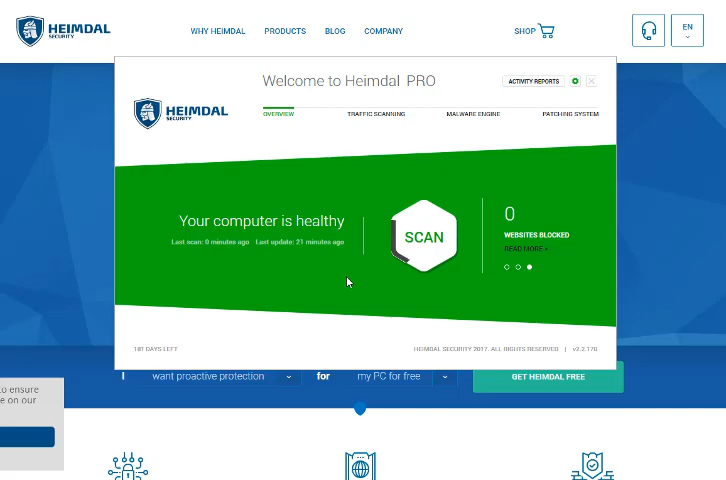 HEIMDAL
SECURITY
WHY HEIMDAL PRODUCTS BLOG COMPANY
SHOP
EN
Welcome to Heimdal PRO
ACTIVITY REPORTS
HEIMDAL
SECURITY
OVERVIEW TRAFFIC SCANNING MALWARE ENGINE PATCHING SYSTEM
Your computer is healthy
Last scan: 0 minutes ago Last update: 21 minutes ago
SCAN
0
WEBSITES BLOCKED
READ MORE >
181 DAYS LEFT
HEIMDAL SECURITY 2017. ALL RIGHTS RESERVED | v2.2.170
I want proactive protection for my PC for free
GET HEIMDAL FREE
to ensure
e on our